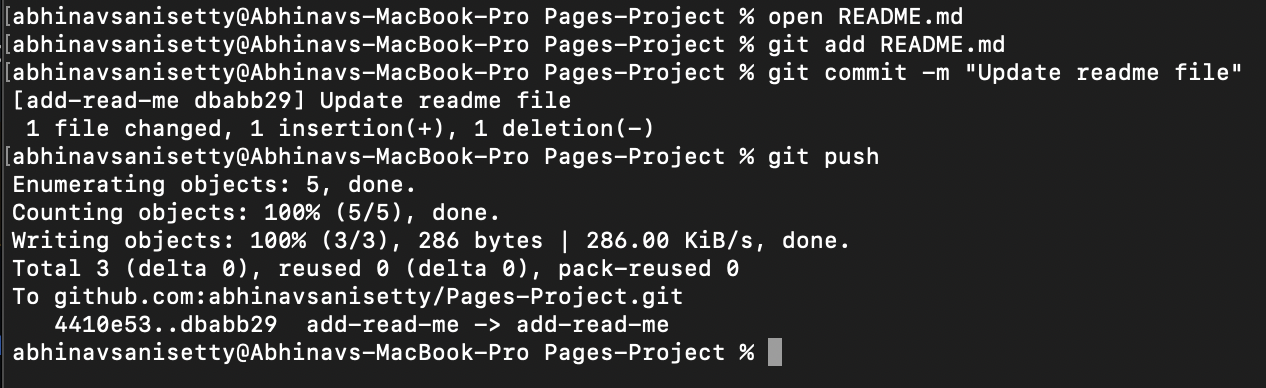 [abhinavsanisetty@Abhinavs-MacBook-Pro Pages-Project % open README.md
[abhinavsanisetty@Abhinavs-MacBook-Pro Pages-Project % git add README.md
[abhinavsanisetty@Abhinavs-MacBook-Pro Pages-Project % git commit -m "Update readme file"
[add-read-me dbabb29] Update readme file
 1 file changed, 1 insertion(+), 1 deletion(-)
[abhinavsanisetty@Abhinavs-MacBook-Pro Pages-Project % git push
Enumerating objects: 5, done.
Counting objects: 100% (5/5), done.
Writing objects: 100% (3/3), 286 bytes | 286.00 KiB/s, done.
Total 3 (delta 0), reused 0 (delta 0), pack-reused 0
To github.com:abhinavsanisetty/Pages-Project.git
   4410e53..dbabb29  add-read-me -> add-read-me
abhinavsanisetty@Abhinavs-MacBook-Pro Pages-Project %